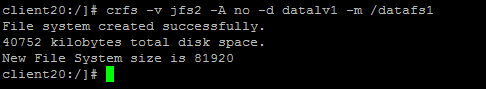 client20:/]# crfs -v jfs2 -A no -d datalv1 -m /datafs1
File system created successfully.
40752 kilobytes total disk space.
New File System size is 81920
client20:/]#